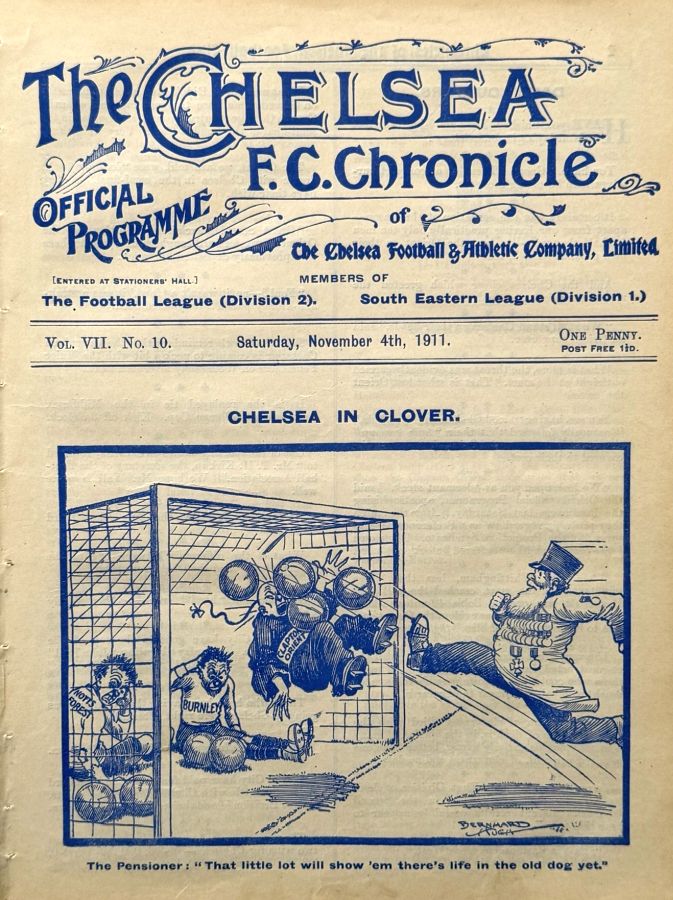 The CHELSEA
F.C. Chronicle
OFFICIAL
PROGRAMME
of
The Chelsea Football & Athletic Company, Limited.
[ENTERED AT STATIONERS' HALL.]
MEMBERS OF
The Football League (Division 2).
South Eastern League (Division 1.)
VOL. VII. No. 10.
Saturday, November 4th, 1911.
ONE PENNY.
POST FREE 1½D.
CHELSEA IN CLOVER.
CLAPTON
ORIENT
NOTTS
FOREST
BURNLEY
BERNHARD
HUGH
The Pensioner: "That little lot will show 'em there's life in the old dog yet."